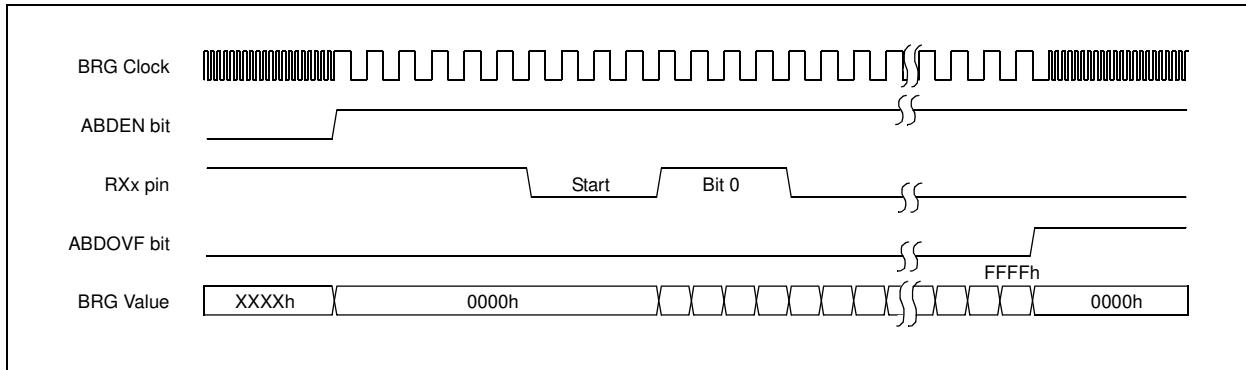 BRG Clock
ABDEN bit
RXx pin
Start
Bit 0
ABDOVF bit
FFFFh
BRG Value
XXXXh
0000h
0000h